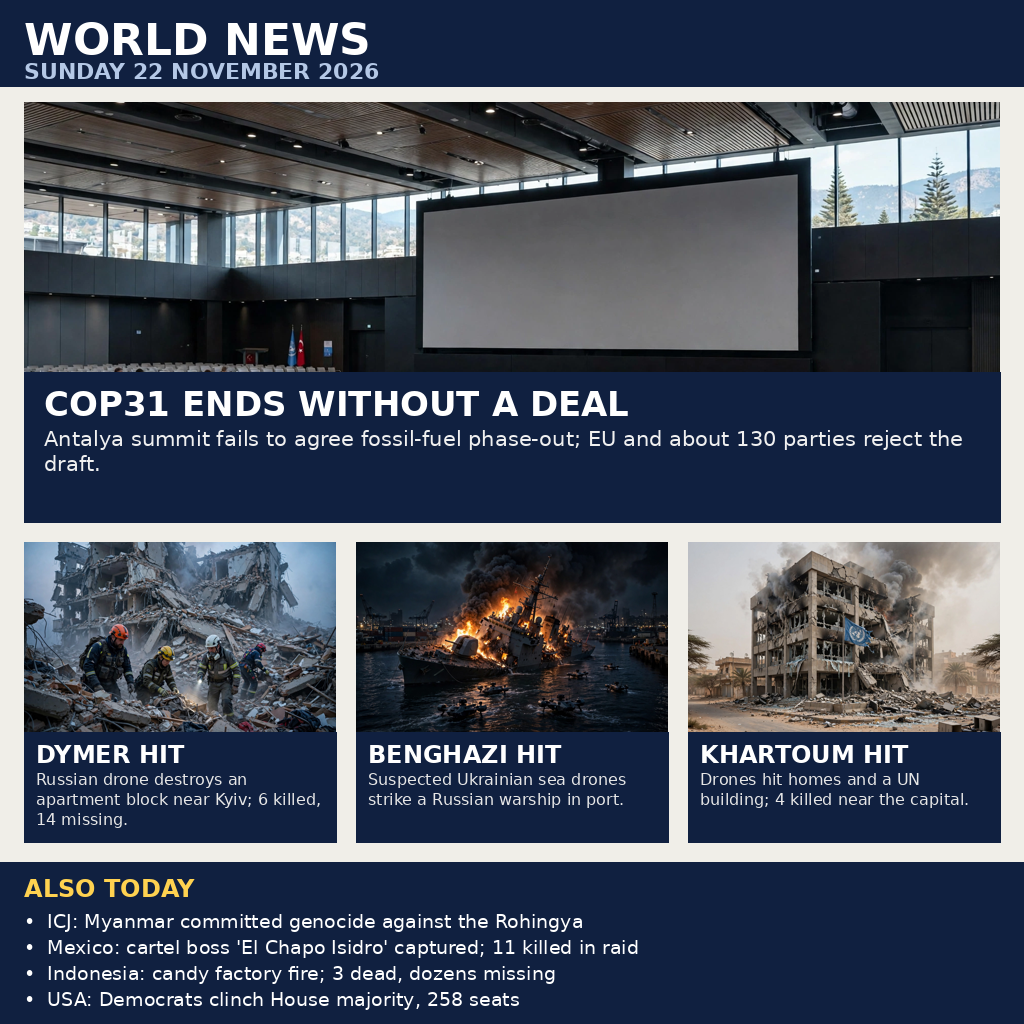 WORLD NEWS
SUNDAY 22 NOVEMBER 2026
COP31 ENDS WITHOUT A DEAL
Antalya summit fails to agree fossil-fuel phase-out; EU and about 130 parties reject the
draft.
DYMER HIT
Russian drone destroys an
apartment block near Kyiv; 6 killed,
14 missing.
BENGHAZI HIT
Suspected Ukrainian sea drones
strike a Russian warship in port.
KHARTOUM HIT
Drones hit homes and a UN
building; 4 killed near the capital.
ALSO TODAY
• ICJ: Myanmar committed genocide against the Rohingya
• Mexico: cartel boss 'El Chapo Isidro' captured; 11 killed in raid
• Indonesia: candy factory fire; 3 dead, dozens missing
• USA: Democrats clinch House majority, 258 seats